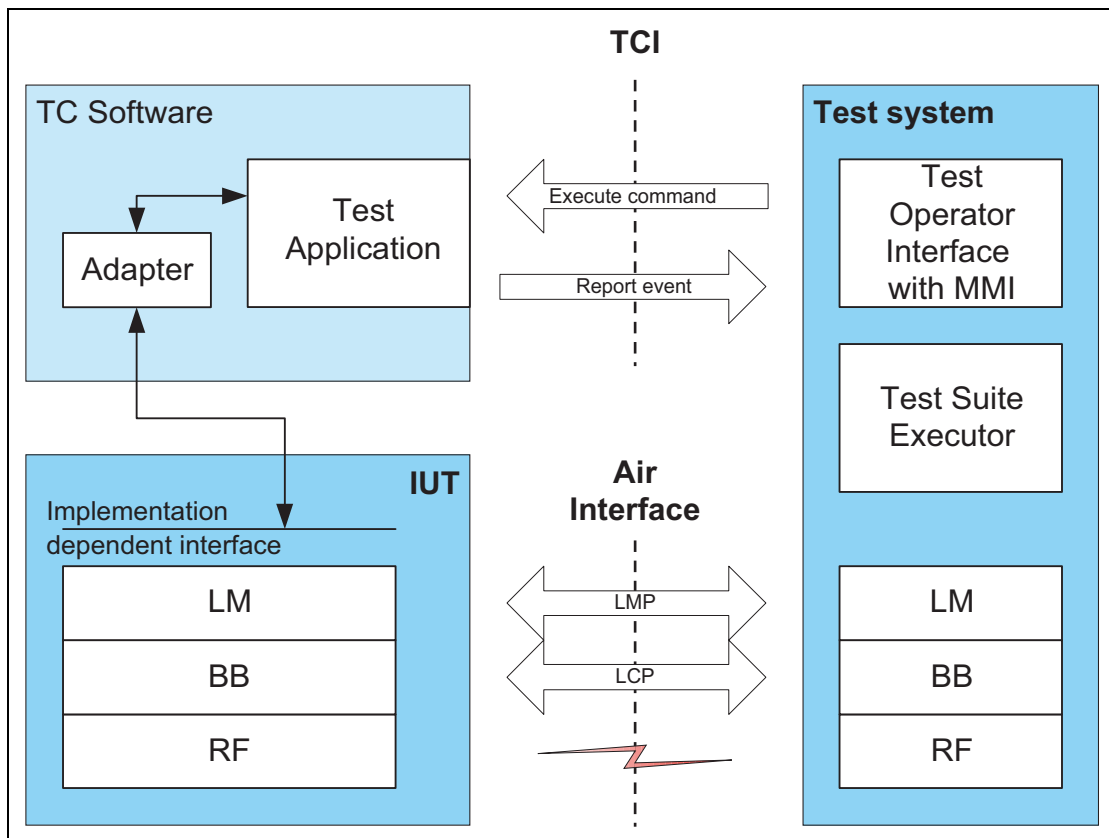 TCI
TC Software
Test
Application
Adapter
Execute command
Report event
Test system
Test
Operator
Interface
with MMI
Test Suite
Executor
IUT
Implementation
dependent interface
LM
BB
RF
Air
Interface
LMP
LCP
LM
BB
RF